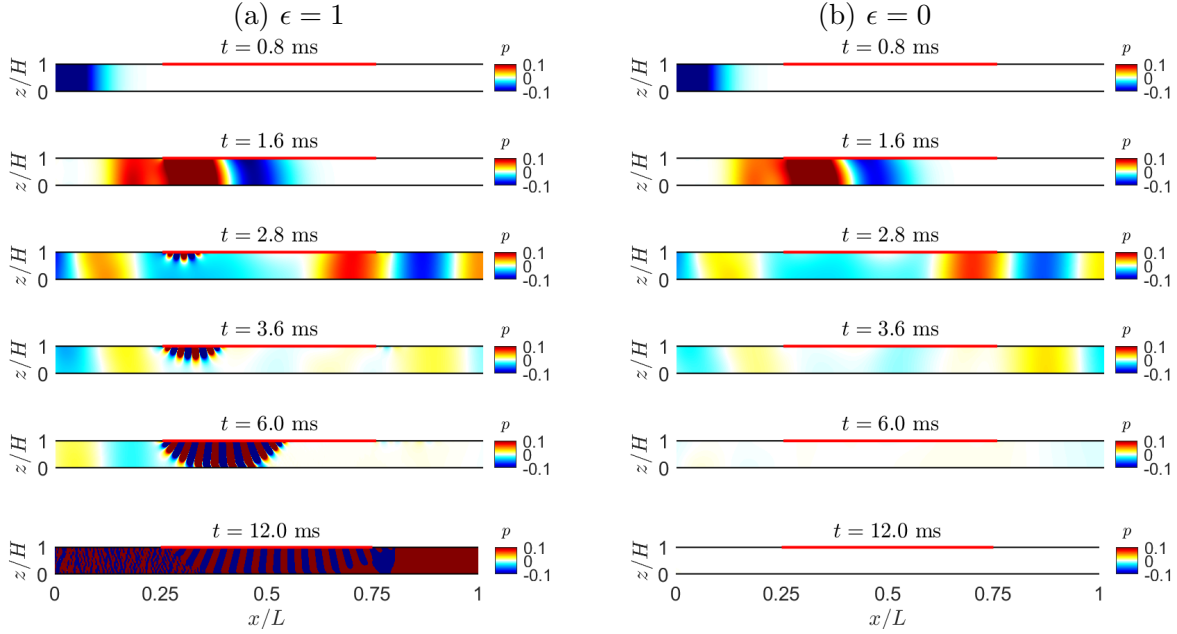 (a) ϵ = 1
t = 0.8 ms
z/H
1
0
p
0.1
0
-0.1
t = 1.6 ms
z/H
1
0
p
0.1
0
-0.1
t = 2.8 ms
z/H
1
0
p
0.1
0
-0.1
t = 3.6 ms
z/H
1
0
p
0.1
0
-0.1
t = 6.0 ms
z/H
1
0
p
0.1
0
-0.1
t = 12.0 ms
z/H
1
0
p
0.1
0
-0.1
0 0.25 0.5 0.75 1
x/L
(b) ϵ = 0
t = 0.8 ms
z/H
1
0
p
0.1
0
-0.1
t = 1.6 ms
z/H
1
0
p
0.1
0
-0.1
t = 2.8 ms
z/H
1
0
p
0.1
0
-0.1
t = 3.6 ms
z/H
1
0
p
0.1
0
-0.1
t = 6.0 ms
z/H
1
0
p
0.1
0
-0.1
t = 12.0 ms
z/H
1
0
p
0.1
0
-0.1
0 0.25 0.5 0.75 1
x/L